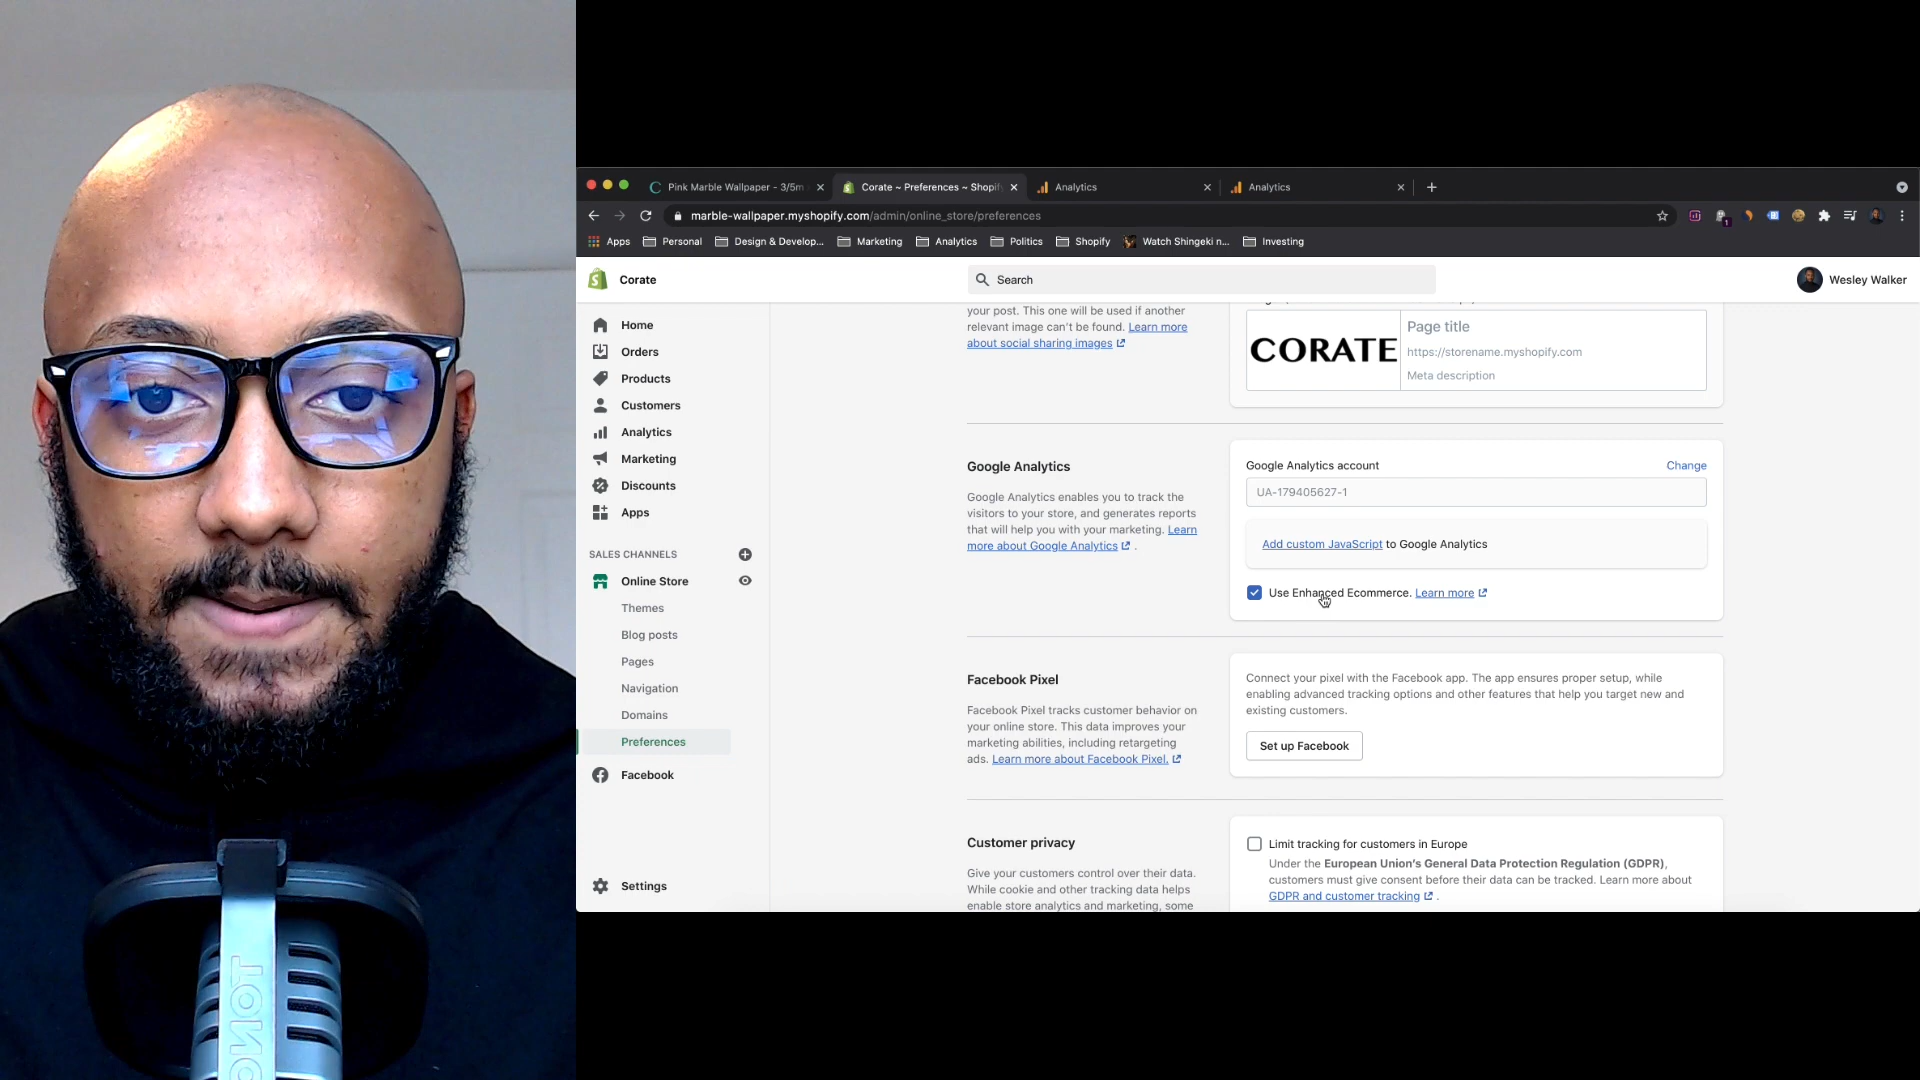 Pink Marble Wallpaper - 3/5m
Corate ~ Preferences ~ Shopif
Analytics
Analytics
marble-wallpaper.myshopify.com/admin/online_store/preferences
Apps
Personal
Design & Develop...
Marketing
Analytics
Politics
Shopify
Watch Shingeki n...
Investing
Corate
Search
Wesley Walker
Home
Orders
Products
Customers
Analytics
Marketing
Discounts
Apps
SALES CHANNELS
Online Store
Themes
Blog posts
Pages
Navigation
Domains
Preferences
Facebook
Settings
your post. This one will be used if another
relevant image can't be found. Learn more
about social sharing images
CORATE
Page title
https://storename.myshopify.com
Meta description
Google Analytics
Google Analytics enables you to track the
visitors to your store, and generates reports
that will help you with your marketing. Learn
more about Google Analytics .
Google Analytics account
Change
UA-179405627-1
Add custom JavaScript to Google Analytics
Use Enhanced Ecommerce. Learn more
Facebook Pixel
Facebook Pixel tracks customer behavior on
your online store. This data improves your
marketing abilities, including retargeting
ads. Learn more about Facebook Pixel.
Connect your pixel with the Facebook app. The app ensures proper setup, while
enabling advanced tracking options and other features that help you target new and
existing customers.
Set up Facebook
Customer privacy
Give your customers control over their data.
While cookie and other tracking data helps
enable store analytics and marketing, some
Limit tracking for customers in Europe
Under the European Union's General Data Protection Regulation (GDPR),
customers must give consent before their data can be tracked. Learn more about
GDPR and customer tracking .
TONOR